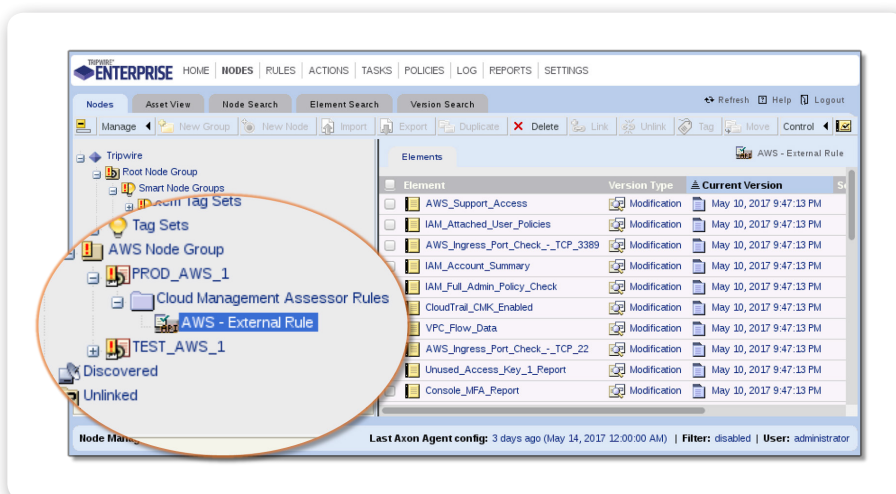 TRIPWIRE
ENTERPRISE HOME NODES RULES ACTIONS TASKS POLICIES LOG REPORTS SETTINGS
Nodes Asset View Node Search Element Search Version Search Refresh Help Logout
Manage New Group New Node Import Export Duplicate Delete Link Unlink Tag Move Control
Tripwire
Root Node Group
Smart Node Groups
Tag Sets
Tag Sets
AWS Node Group
PROD_AWS_1
Cloud Management Assessor Rules
AWS - External Rule
TEST_AWS_1
Discovered
Unlinked
Elements AWS - External Rule
Element Version Type Current Version
AWS_Support_Access Modification May 10, 2017 9:47:13 PM
IAM_Attached_User_Policies Modification May 10, 2017 9:47:13 PM
AWS_Ingress_Port_Check_-_TCP_3389 Modification May 10, 2017 9:47:13 PM
IAM_Account_Summary Modification May 10, 2017 9:47:13 PM
IAM_Full_Admin_Policy_Check Modification May 10, 2017 9:47:13 PM
CloudTrail_CMK_Enabled Modification May 10, 2017 9:47:13 PM
VPC_Flow_Data Modification May 10, 2017 9:47:13 PM
AWS_Ingress_Port_Check_-_TCP_22 Modification May 10, 2017 9:47:13 PM
Unused_Access_Key_1_Report Modification May 10, 2017 9:47:13 PM
Console_MFA_Report Modification May 10, 2017 9:47:13 PM
Node Last Axon Agent config: 3 days ago (May 14, 2017 12:00:00 AM) | Filter: disabled | User: administrator